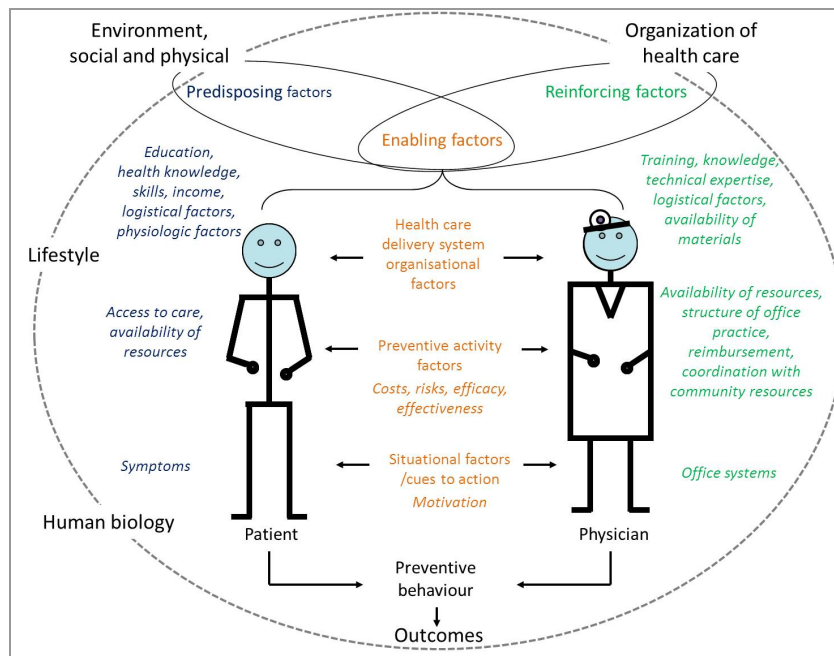 Environment,
social and physical
Organization of
health care
Predisposing factors
Reinforcing factors
Enabling factors
Education,
health knowledge,
skills, income,
logistical factors,
physiologic factors
Training, knowledge,
technical expertise,
logistical factors,
availability of
materials
Lifestyle
Health care
delivery system
organisational
factors
Access to care,
availability of
resources
Preventive activity
factors
Costs, risks, efficacy,
effectiveness
Availability of resources,
structure of office
practice,
reimbursement,
coordination with
community resources
Symptoms
Situational factors
/cues to action
Motivation
Office systems
Human biology
Patient
Physician
Preventive
behaviour
Outcomes